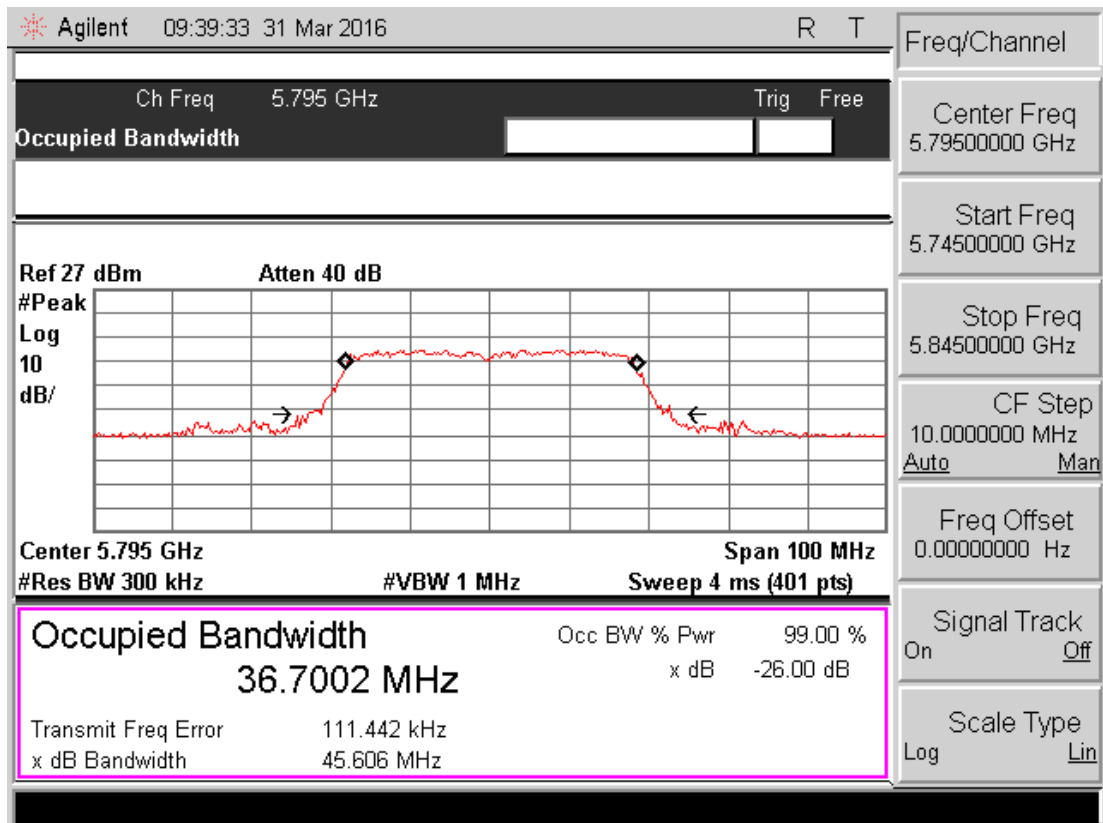 Agilent 09:39:33 31 Mar 2016 R T
Ch Freq 5.795 GHz Trig Free
Occupied Bandwidth
Ref 27 dBm Atten 40 dB
#Peak
Log
10
dB/
Center 5.795 GHz Span 100 MHz
#Res BW 300 kHz #VBW 1 MHz Sweep 4 ms (401 pts)
Occupied Bandwidth Occ BW % Pwr 99.00 %
36.7002 MHz x dB -26.00 dB
Transmit Freq Error 111.442 kHz
x dB Bandwidth 45.606 MHz
Freq/Channel
Center Freq
5.79500000 GHz
Start Freq
5.74500000 GHz
Stop Freq
5.84500000 GHz
CF Step
10.0000000 MHz
Auto Man
Freq Offset
0.00000000 Hz
Signal Track
On Off
Scale Type
Log Lin